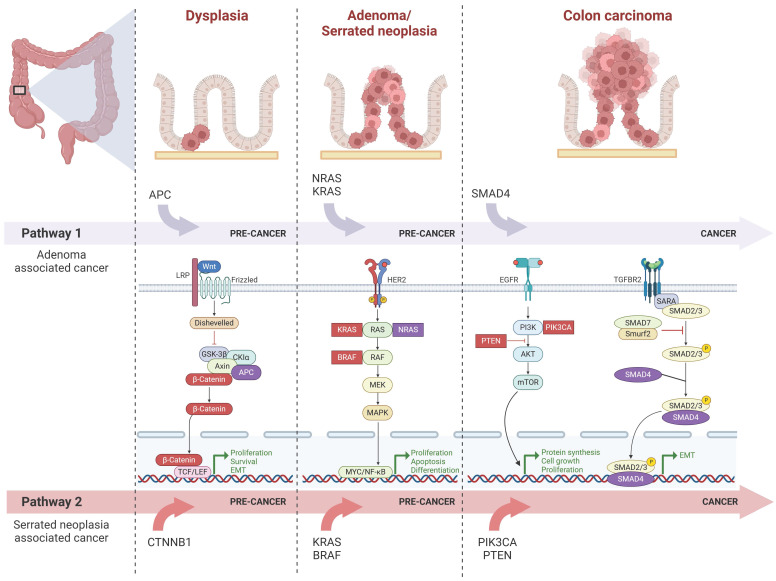 Dysplasia
Adenoma/
Serrated neoplasia
Colon carcinoma
APC
NRAS
KRAS
SMAD4
Pathway 1
PRE-CANCER
PRE-CANCER
CANCER
Adenoma
associated cancer
LRP
Wnt
Frizzled
Dishevelled
GSK-3β
CKIα
Axin
APC
β-Catenin
β-Catenin
β-Catenin
TCF/LEF
Proliferation
Survival
EMT
HER2
P
P
KRAS
RAS
NRAS
BRAF
RAF
MEK
MAPK
MYC/NF-κB
Proliferation
Apoptosis
Differentiation
EGFR
PI3K
PIK3CA
PTEN
AKT
mTOR
Protein synthesis
Cell growth
Proliferation
TGFBR2
SARA
SMAD2/3
SMAD7
Smurf2
P
SMAD2/3
SMAD4
P
SMAD2/3
SMAD4
P
SMAD2/3
SMAD4
EMT
Pathway 2
PRE-CANCER
PRE-CANCER
CANCER
Serrated neoplasia
associated cancer
CTNNB1
KRAS
BRAF
PIK3CA
PTEN